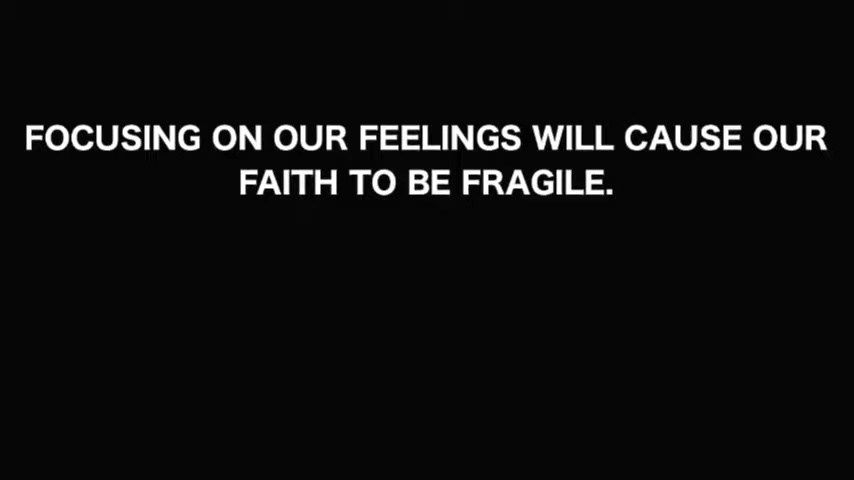 FOCUSING ON OUR FEELINGS WILL CAUSE OUR
FAITH TO BE FRAGILE.